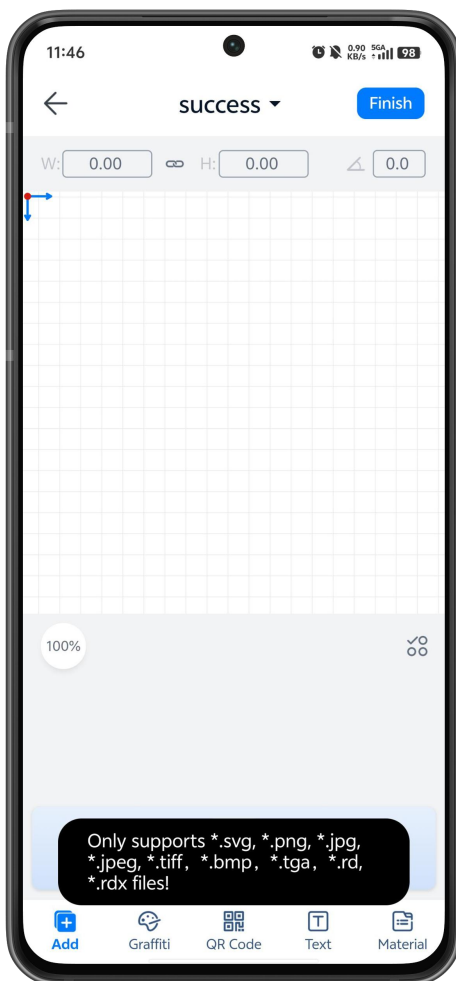 11:46
0.90 KB/s 5GA 98
success
Finish
W: 0.00 H: 0.00 0.0
100%
Only supports *.svg, *.png, *.jpg,
*.jpeg, *.tiff, *.bmp, *.tga, *.rd,
*.rdx files!
Add Graffiti QR Code Text Material